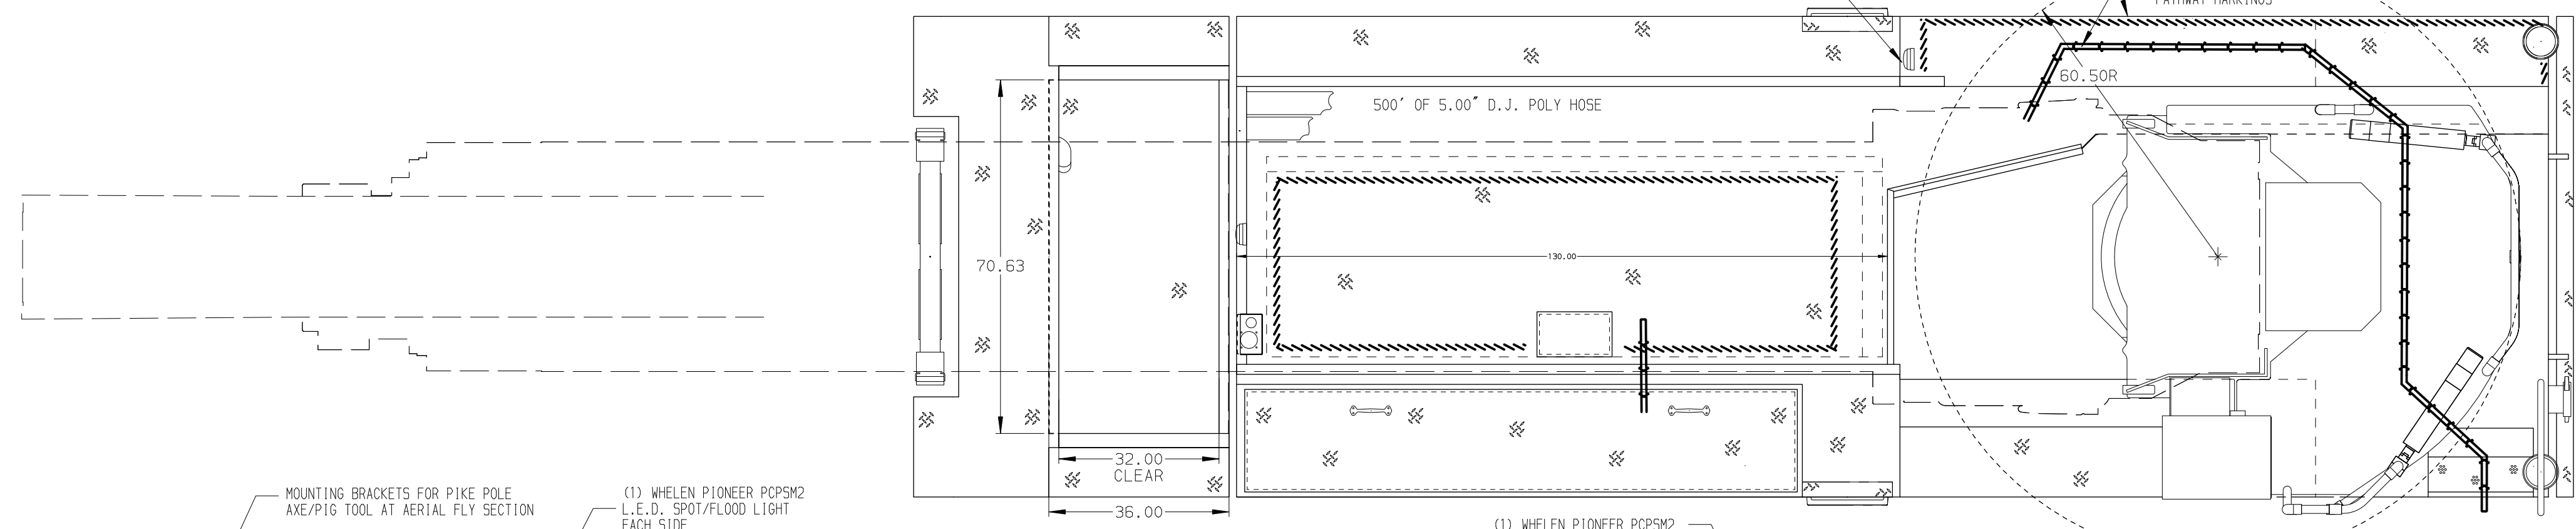 PATHWAY MARKINGS
60.50R
500' OF 5.00" D.J. POLY HOSE
130.00
70.63
32.00
CLEAR
36.00
MOUNTING BRACKETS FOR PIKE POLE
AXE/PIG TOOL AT AERIAL FLY SECTION
(1) WHELEN PIONEER PCPSM2
L.E.D. SPOT/FLOOD LIGHT
EACH SIDE
(1) WHELEN PIONEER PCPSM2